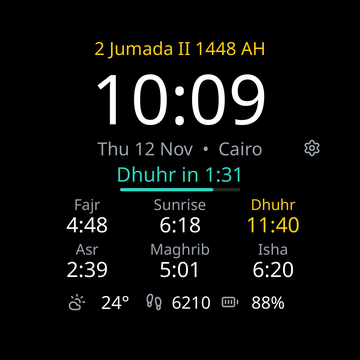 2 Jumada II 1448 AH
10:09
Thu 12 Nov • Cairo
Dhuhr in 1:31
Fajr Sunrise Dhuhr
4:48 6:18 11:40
Asr Maghrib Isha
2:39 5:01 6:20
24° 6210 88%